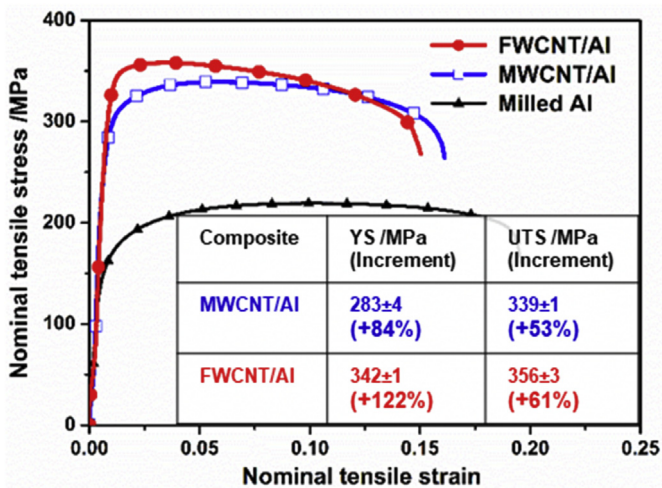 400
300
200
100
0
0.00
0.05
0.10
0.15
0.20
0.25
Nominal tensile stress /MPa
Nominal tensile strain
FWCNT/Al
MWCNT/Al
Milled Al
Composite YS /MPa (Increment) UTS /MPa (Increment)
MWCNT/Al 283±4 (+84%) 339±1 (+53%)
FWCNT/Al 342±1 (+122%) 356±3 (+61%)